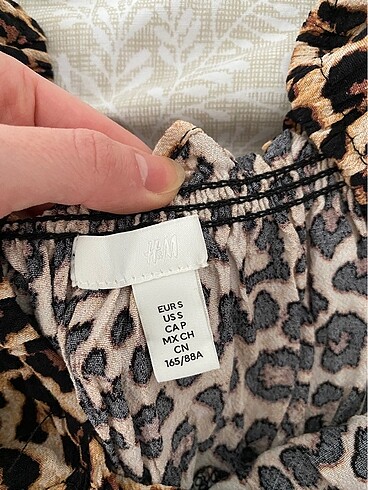 H&M
EUR S
US S
CA P
MX CH
CN
165/88A